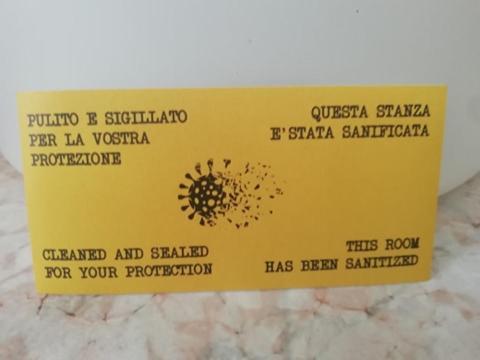 PULITO E SIGILLATO
PER LA VOSTRA
PROTEZIONE
QUESTA STANZA
E'STATA SANIFICATA
CLEANED AND SEALED
FOR YOUR PROTECTION
THIS ROOM
HAS BEEN SANITIZED